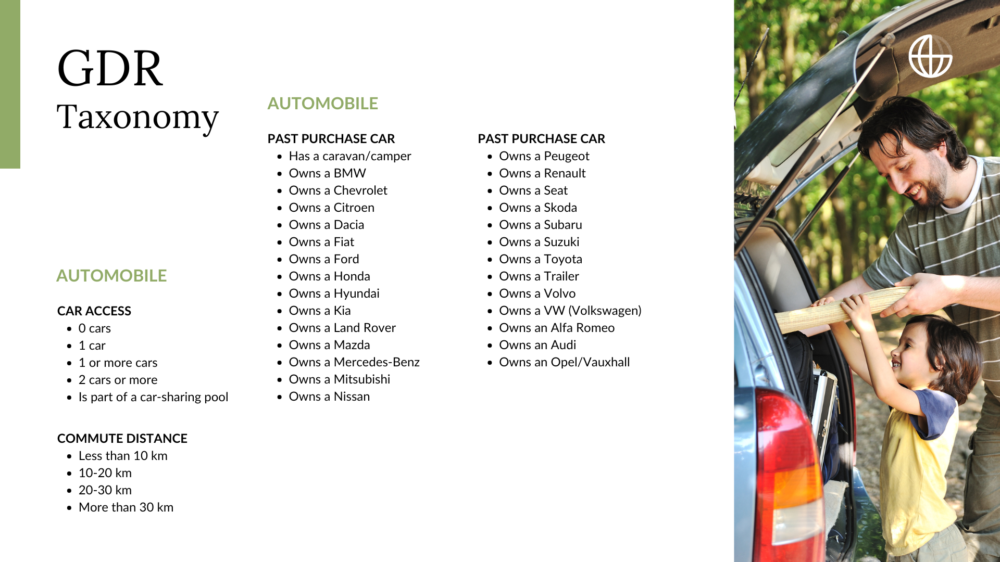 GDR
Taxonomy
AUTOMOBILE
CAR ACCESS
• 0 cars
• 1 car
• 1 or more cars
• 2 cars or more
• Is part of a car-sharing pool
COMMUTE DISTANCE
• Less than 10 km
• 10-20 km
• 20-30 km
• More than 30 km
AUTOMOBILE
PAST PURCHASE CAR
• Has a caravan/camper
• Owns a BMW
• Owns a Chevrolet
• Owns a Citroen
• Owns a Dacia
• Owns a Fiat
• Owns a Ford
• Owns a Honda
• Owns a Hyundai
• Owns a Kia
• Owns a Land Rover
• Owns a Mazda
• Owns a Mercedes-Benz
• Owns a Mitsubishi
• Owns a Nissan
PAST PURCHASE CAR
• Owns a Peugeot
• Owns a Renault
• Owns a Seat
• Owns a Skoda
• Owns a Subaru
• Owns a Suzuki
• Owns a Toyota
• Owns a Trailer
• Owns a Volvo
• Owns a VW (Volkswagen)
• Owns an Alfa Romeo
• Owns an Audi
• Owns an Opel/Vauxhall